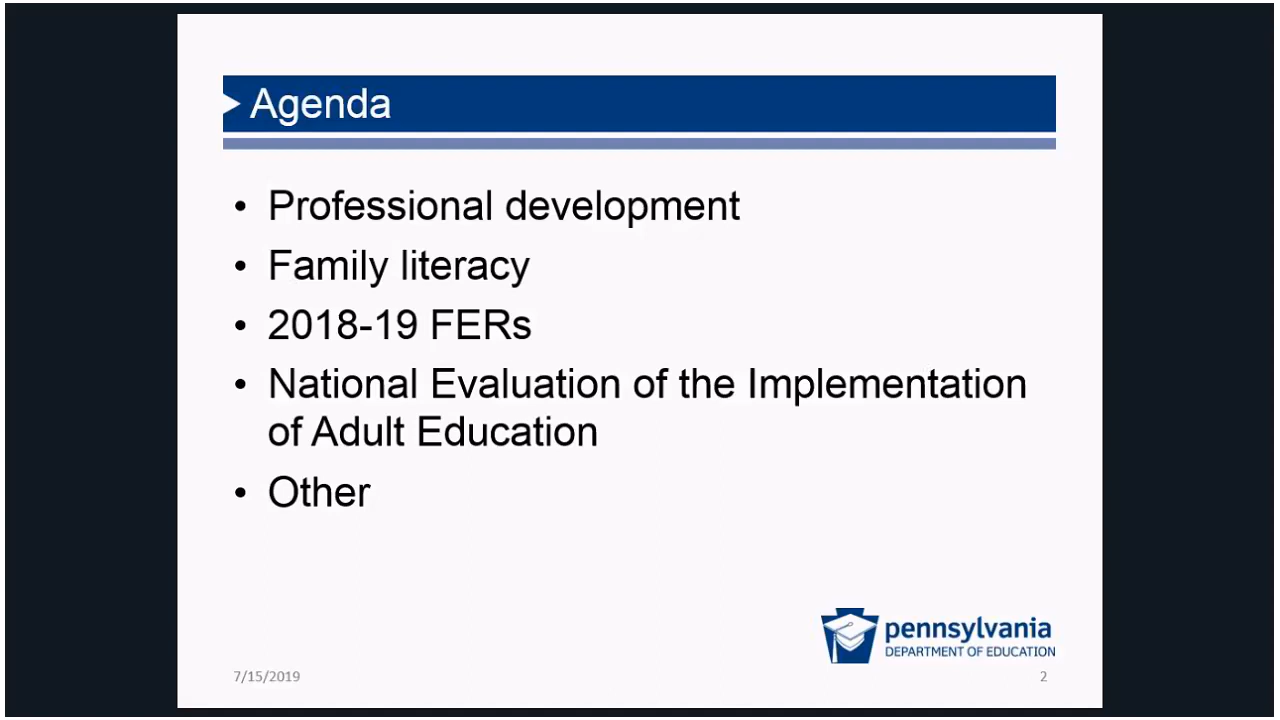 Agenda
• Professional development
• Family literacy
• 2018-19 FERs
• National Evaluation of the Implementation
of Adult Education
• Other
pennsylvania
DEPARTMENT OF EDUCATION
7/15/2019
2